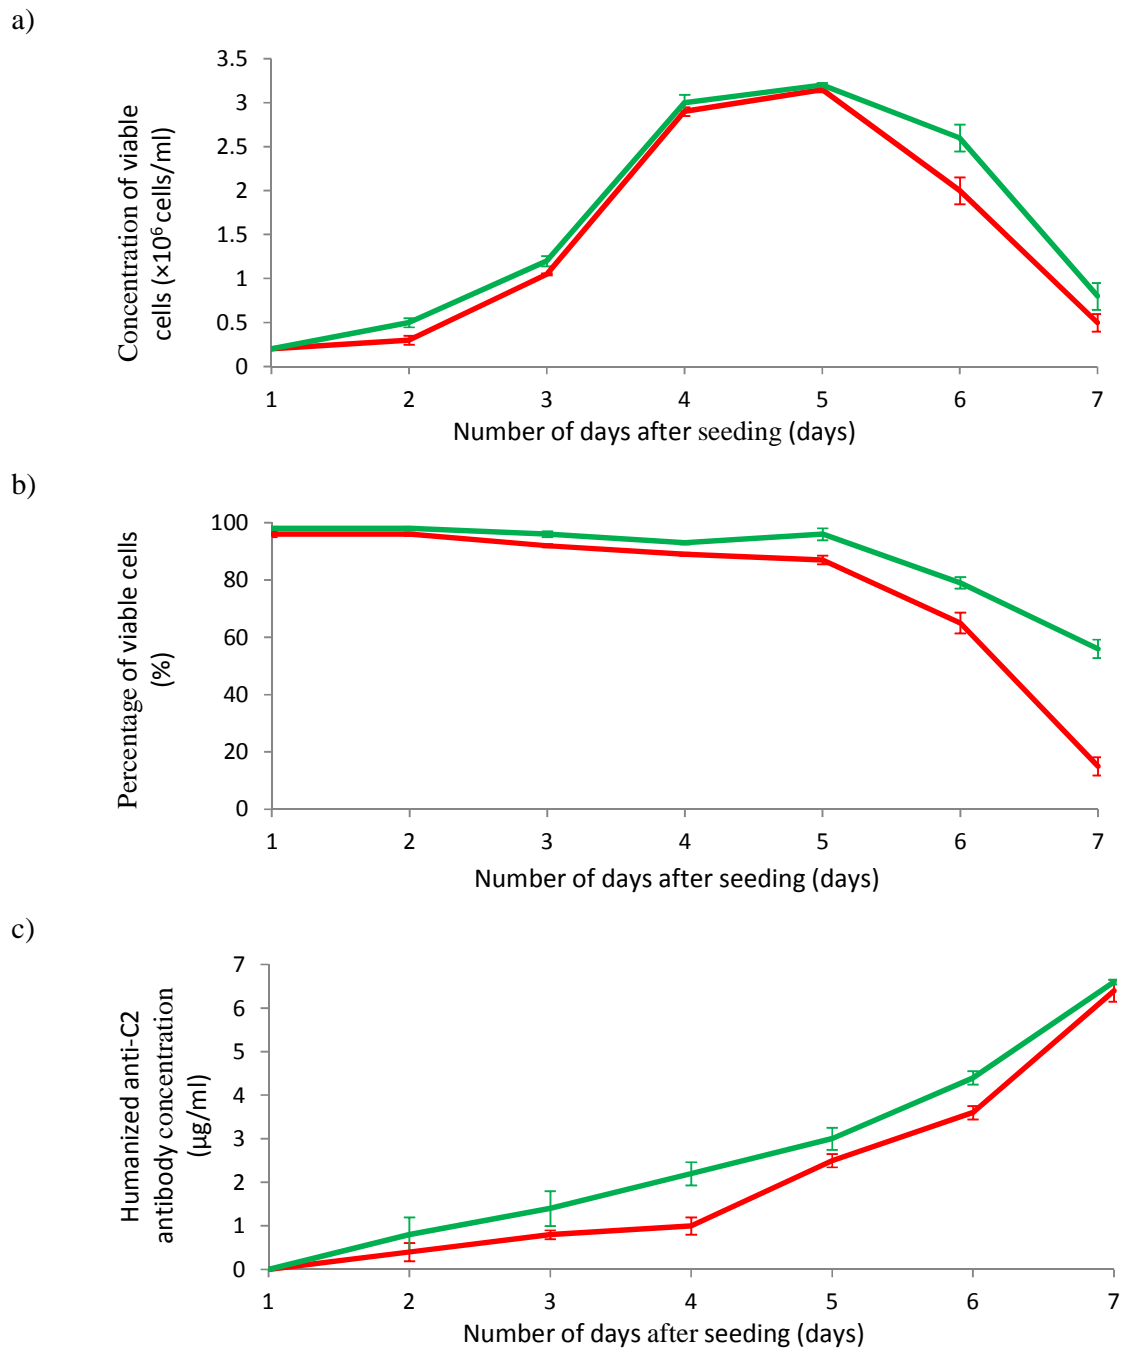 a)
Concentration of viable
cells (×10⁶ cells/ml)
3.5
3
2.5
2
1.5
1
0.5
0
1 2 3 4 5 6 7
Number of days after seeding (days)
b)
Percentage of viable cells
(%)
100
80
60
40
20
0
1 2 3 4 5 6 7
Number of days after seeding (days)
c)
Humanized anti-C2
antibody concentration
(µg/ml)
7
6
5
4
3
2
1
0
1 2 3 4 5 6 7
Number of days after seeding (days)